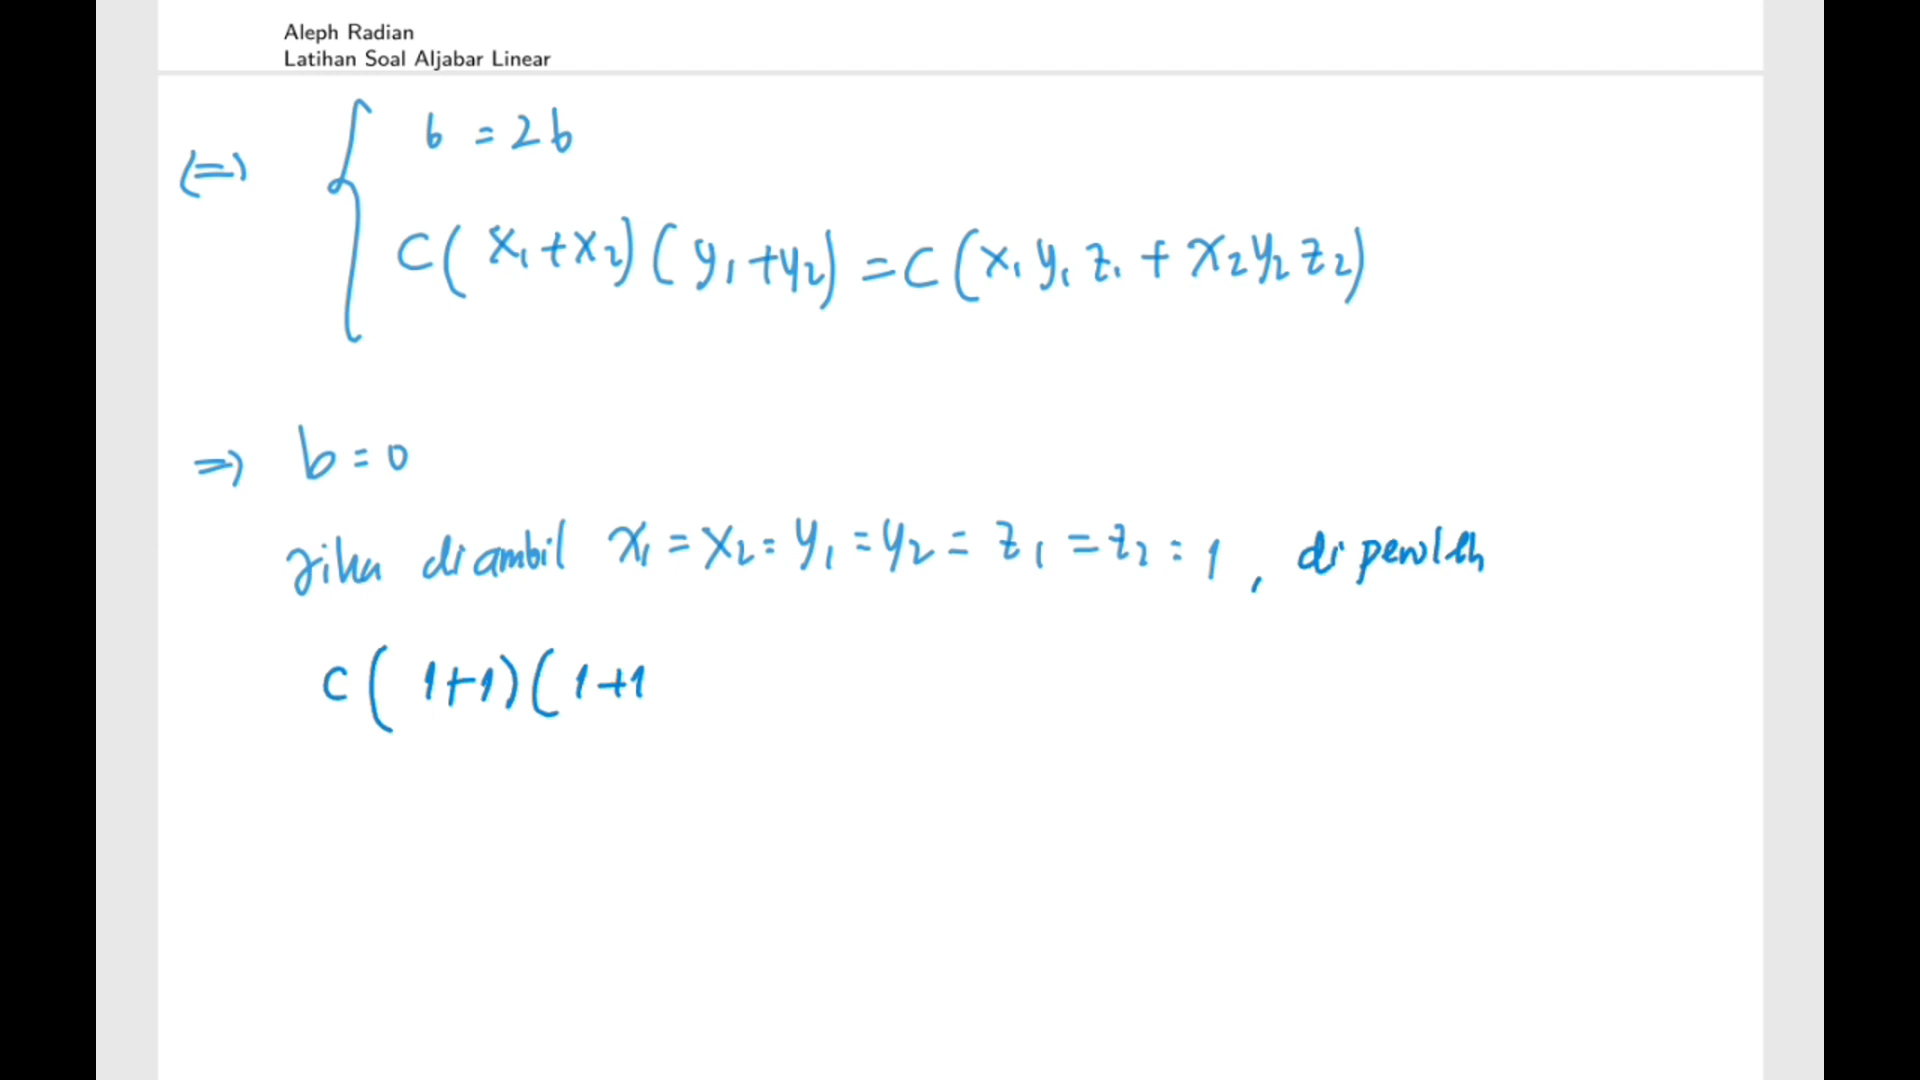 Aleph Radian
Latihan Soal Aljabar Linear
(=) { b = 2b
C(x₁+x₂)(y₁+y₂) = C(x₁y₁z₁ + x₂y₂z₂)
⇒ b = 0
jika diambil x₁ = x₂ = y₁ = y₂ = z₁ = z₂ = 1, diperoleh
C(1+1)(1+1